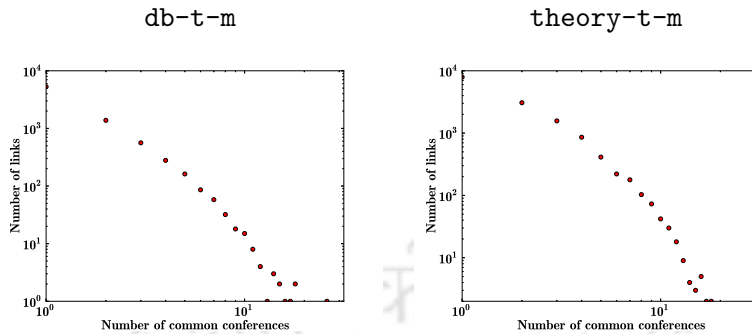 db-t-m
theory-t-m
10^4
10^3
10^2
10^1
10^0
Number of links
10^0
10^1
Number of common conferences
10^4
10^3
10^2
10^1
Number of links
10^0
10^1
Number of common conferences